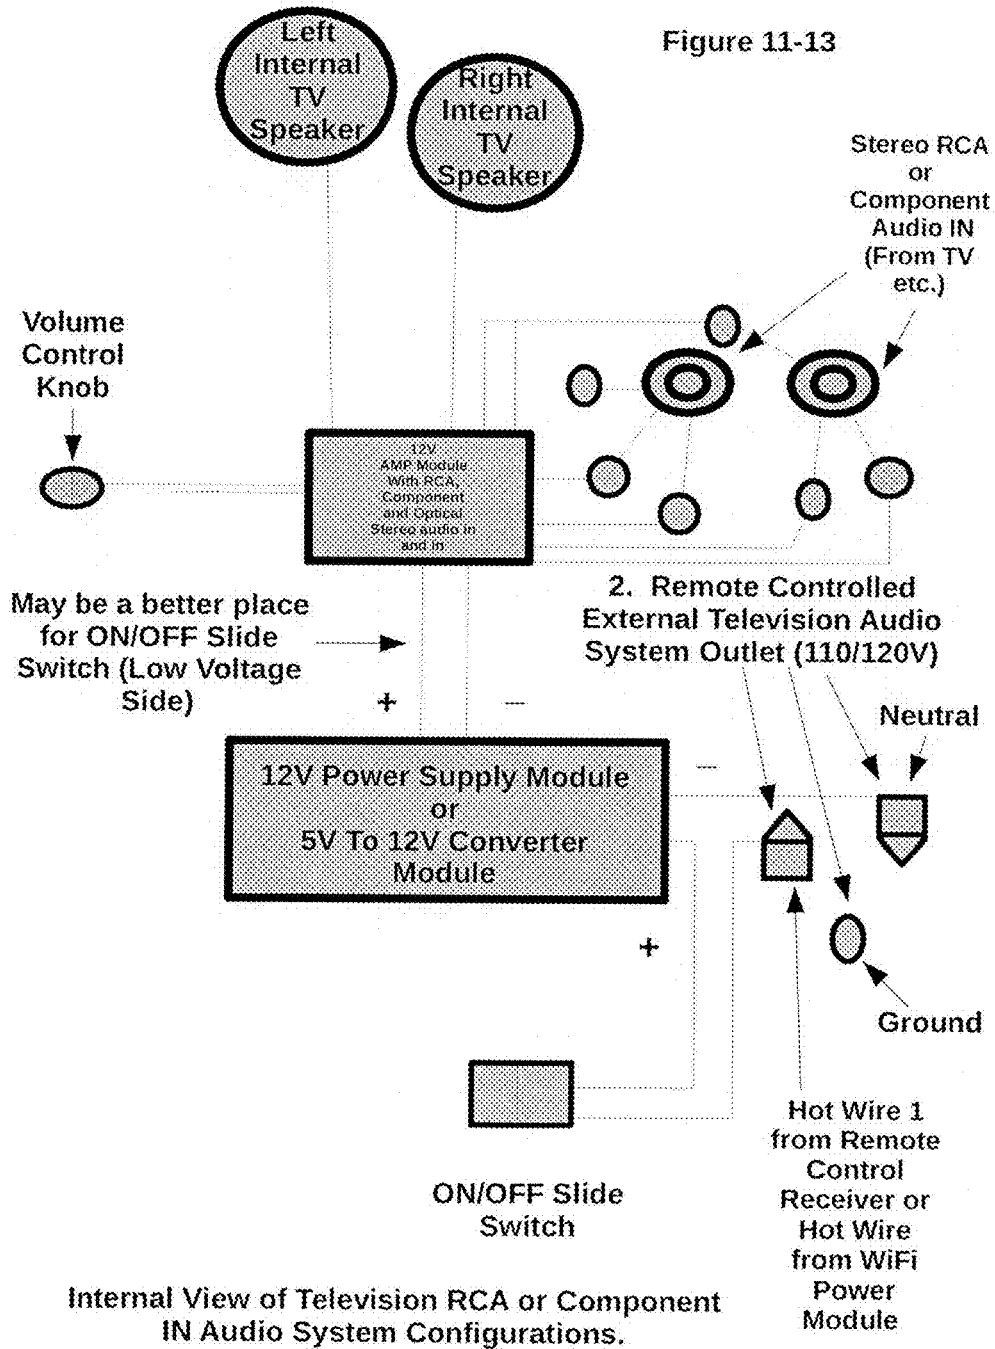 Figure 11-13
Left
Internal
TV
Speaker
Right
Internal
TV
Speaker
Stereo RCA
or
Component
Audio IN
(From TV
etc.)
Volume
Control
Knob
12V
AMP Module
With RCA,
Component
and Optical
Stereo audio in
and in
May be a better place
for ON/OFF Slide
Switch (Low Voltage
Side)
2. Remote Controlled
External Television Audio
System Outlet (110/120V)
+
—
Neutral
12V Power Supply Module
or
5V To 12V Converter
Module
—
+
Ground
ON/OFF Slide
Switch
Hot Wire 1
from Remote
Control
Receiver or
Hot Wire
from WiFi
Power
Module
Internal View of Television RCA or Component
IN Audio System Configurations.